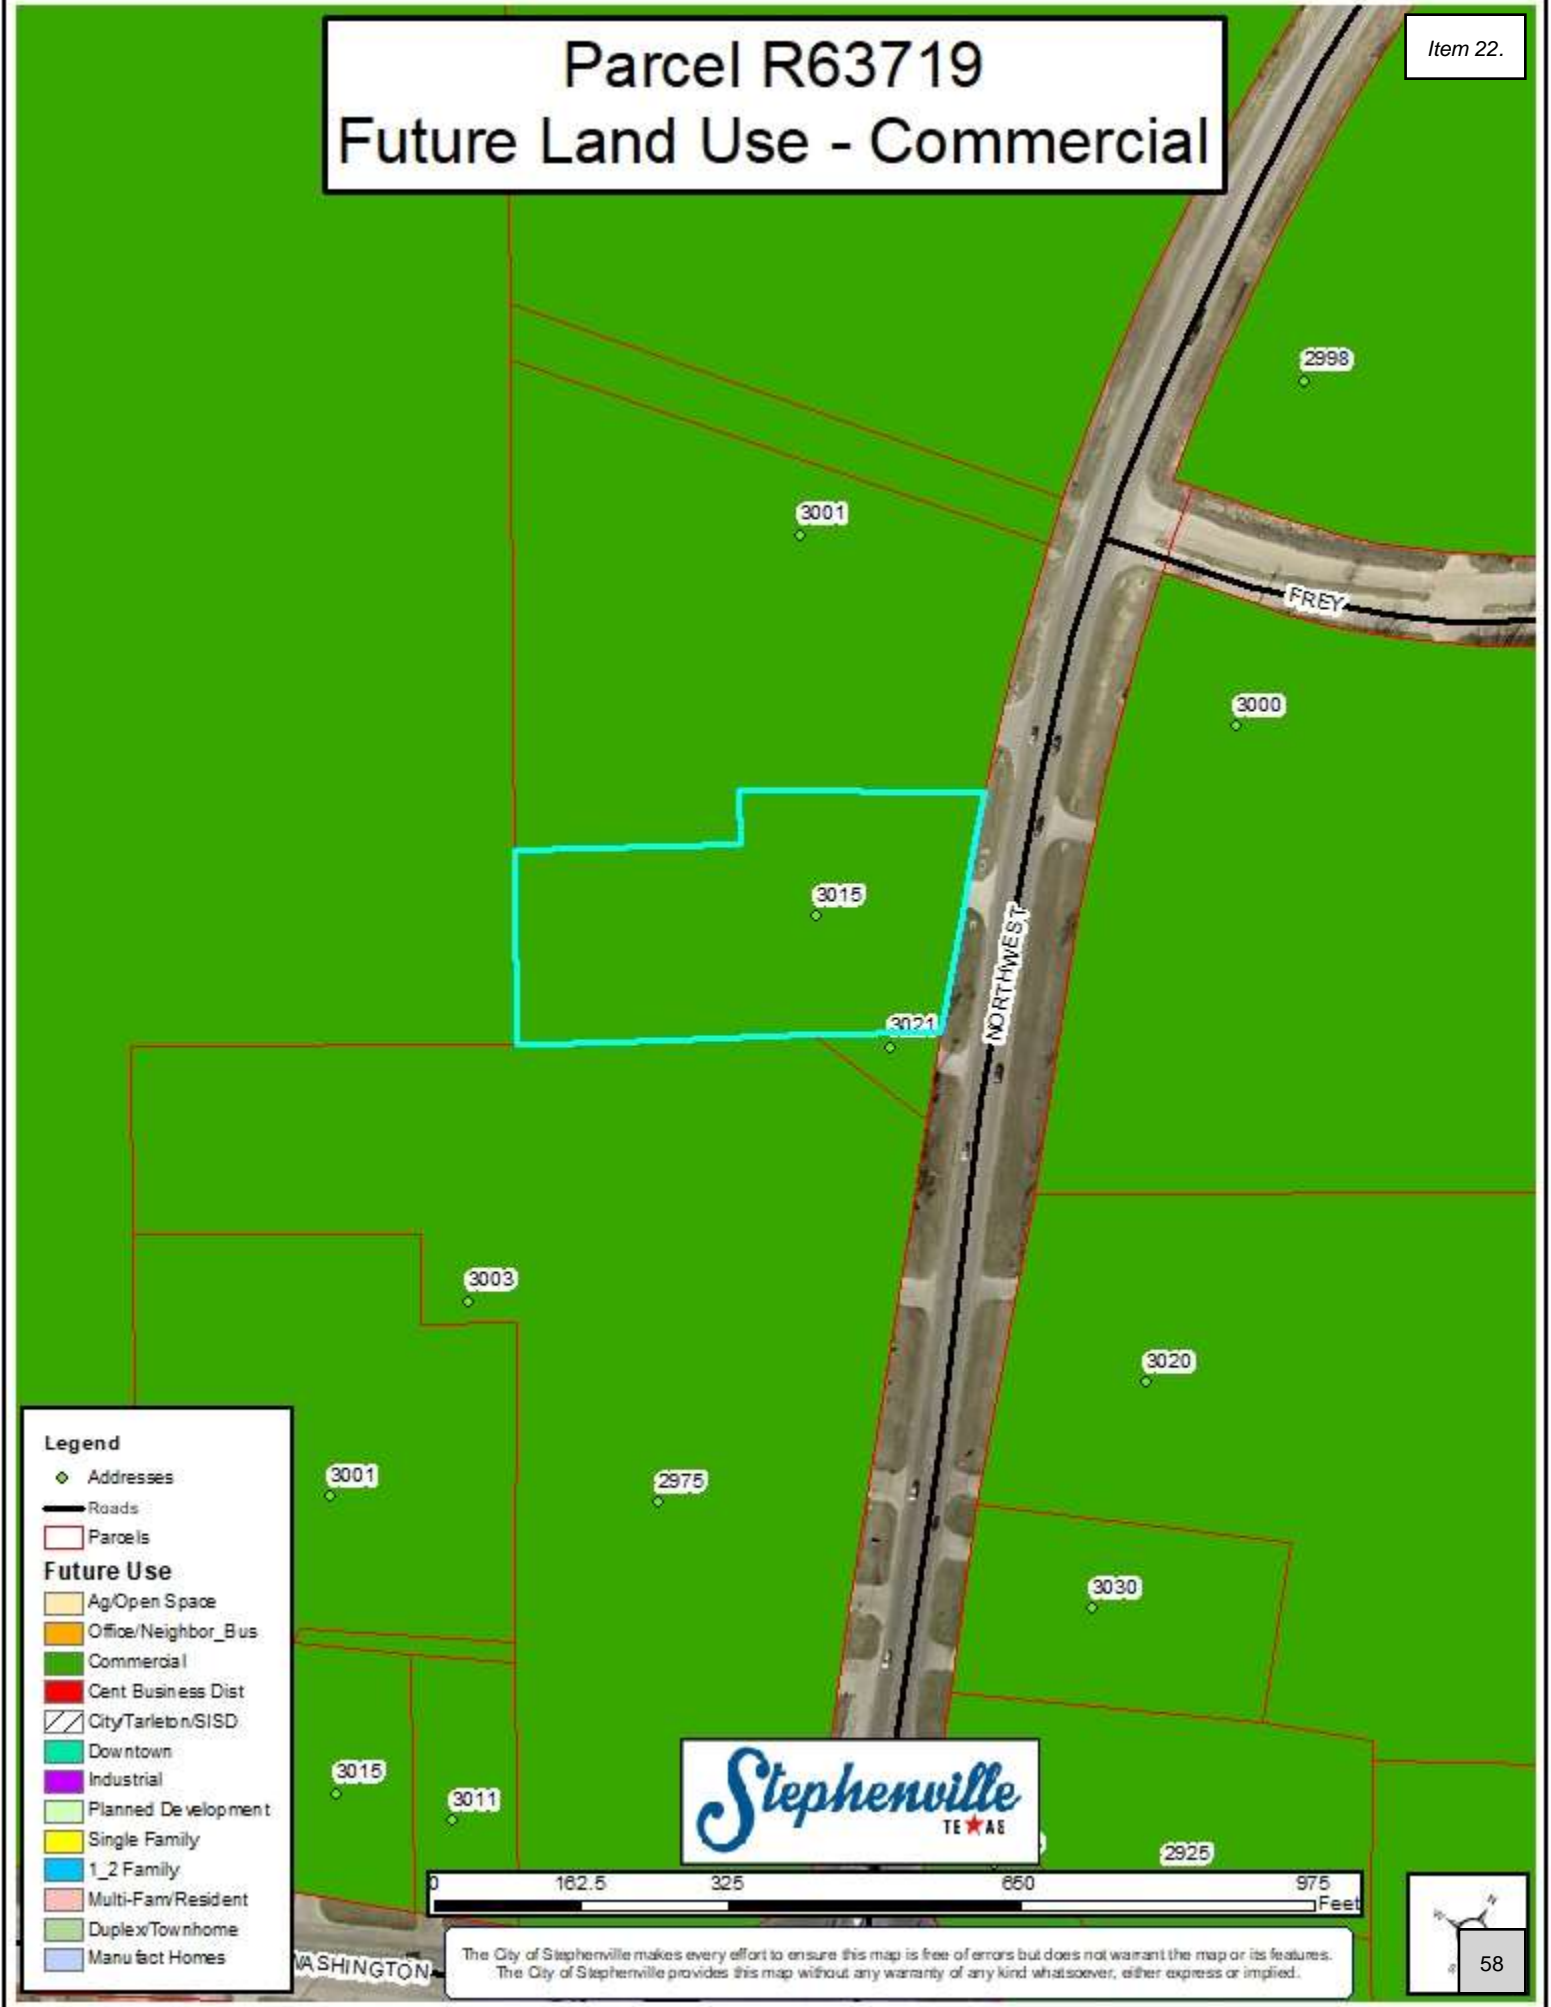 Parcel R63719
Future Land Use - Commercial
Item 22.
2998
3001
FREY
3000
3015
NORTHWEST
3021
3003
3020
3001
2975
3030
3015
3011
2925
Legend
Addresses
Roads
Parcels
Future Use
Ag/Open Space
Office/Neighbor_Bus
Commercial
Cent Business Dist
City/Tarleton/SISD
Downtown
Industrial
Planned Development
Single Family
1_2 Family
Multi-Fam/Resident
Duplex/Townhome
Manufact Homes
WASHINGTON
Stephenville
TEXAS
0 162.5 325 650 975
Feet
The City of Stephenville makes every effort to ensure this map is free of errors but does not warrant the map or its features.
The City of Stephenville provides this map without any warranty of any kind whatsoever, either express or implied.
N
W
58